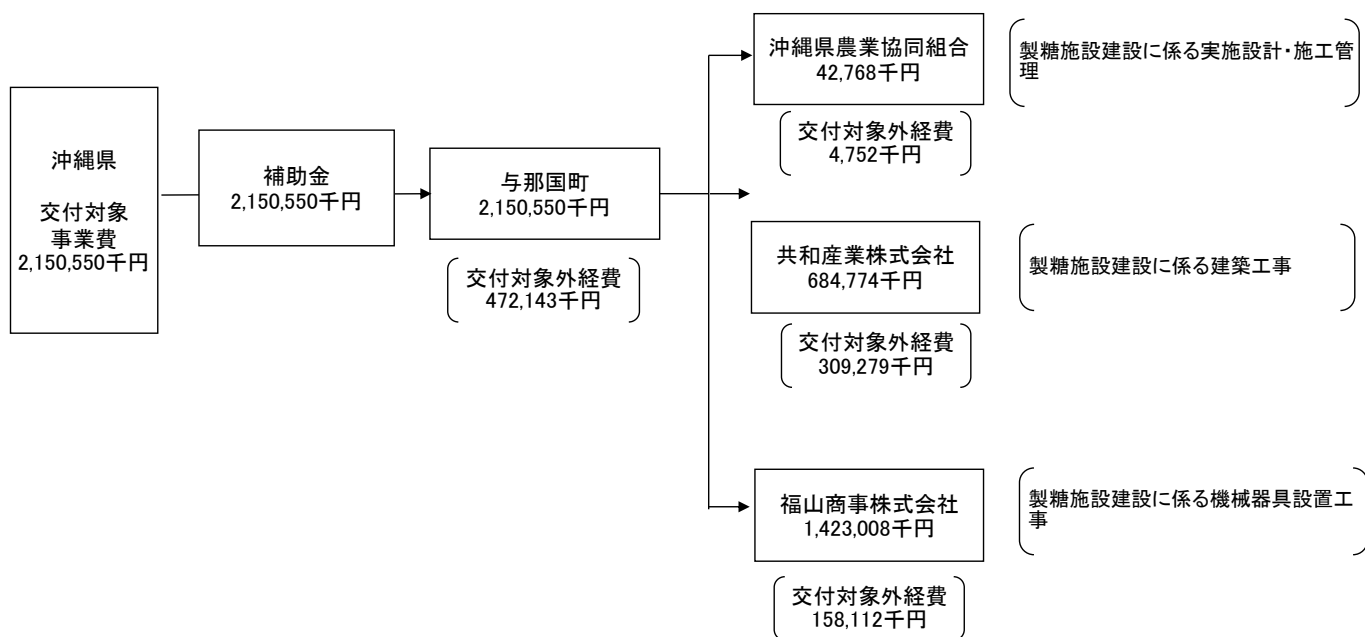 沖縄県
交付対象
事業費
2,150,550千円
補助金
2,150,550千円
与那国町
2,150,550千円
交付対象外経費
472,143千円
沖縄県農業協同組合
42,768千円
交付対象外経費
4,752千円
製糖施設建設に係る実施設計・施工管
理
共和産業株式会社
684,774千円
交付対象外経費
309,279千円
製糖施設建設に係る建築工事
福山商事株式会社
1,423,008千円
交付対象外経費
158,112千円
製糖施設建設に係る機械器具設置工
事